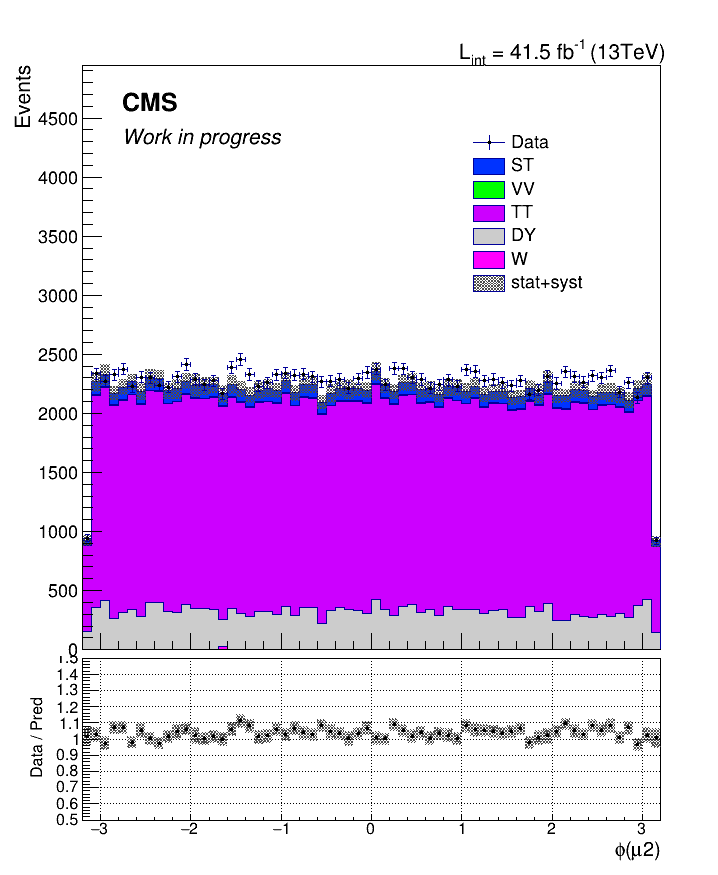 L_int = 41.5 fb^-1 (13TeV)
Events
CMS
Work in progress
Data
ST
VV
TT
DY
W
stat+syst
4500
4000
3500
3000
2500
2000
1500
1000
500
0
1.5
1.4
1.3
1.2
1.1
1
0.9
0.8
0.7
0.6
0.5
Data / Pred
−3 −2 −1 0 1 2 3
ϕ(μ2)